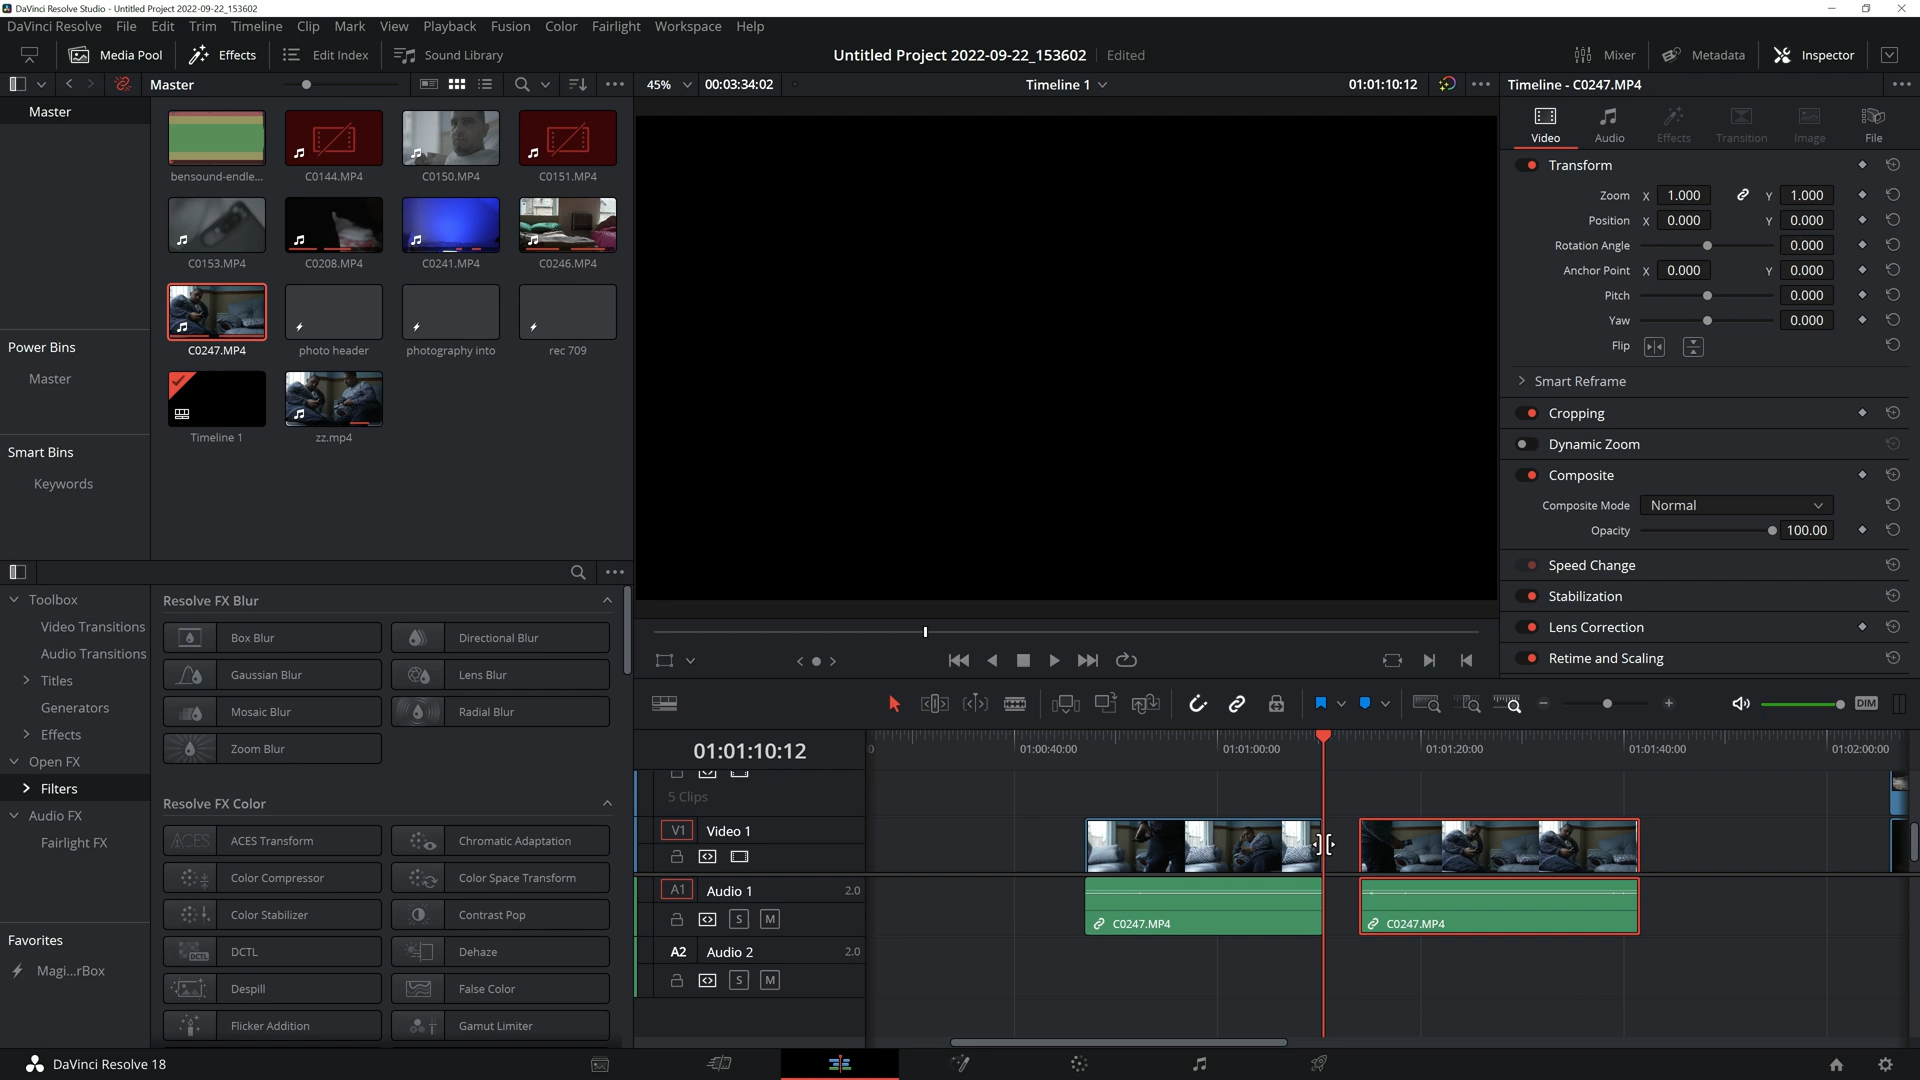 DaVinci Resolve Studio - Untitled Project 2022-09-22_153602
DaVinci Resolve File Edit Trim Timeline Clip Mark View Playback Fusion Color Fairlight Workspace Help
Media Pool Effects Edit Index Sound Library Untitled Project 2022-09-22_153602 Edited Mixer Metadata Inspector
Master 45% 00:03:34:02 Timeline 1 01:01:10:12 Timeline - C0247.MP4
Master
Video Audio Effects Transition Image File
bensound-endle... C0144.MP4 C0150.MP4 C0151.MP4
C0153.MP4 C0208.MP4 C0241.MP4 C0246.MP4
C0247.MP4 photo header photography into rec 709
Timeline 1 zz.mp4
Power Bins
Master
Smart Bins
Keywords
Transform
Zoom X 1.000 Y 1.000
Position X 0.000 Y 0.000
Rotation Angle 0.000
Anchor Point X 0.000 Y 0.000
Pitch 0.000
Yaw 0.000
Flip
Smart Reframe
Cropping
Dynamic Zoom
Composite
Composite Mode Normal
Opacity 100.00
Speed Change
Stabilization
Lens Correction
Retime and Scaling
Toolbox
Video Transitions
Audio Transitions
Titles
Generators
Effects
Open FX
Filters
Audio FX
Fairlight FX
Favorites
Magi...rBox
Resolve FX Blur
Box Blur Directional Blur
Gaussian Blur Lens Blur
Mosaic Blur Radial Blur
Zoom Blur
Resolve FX Color
ACES ACES Transform Chromatic Adaptation
Color Compressor Color Space Transform
Color Stabilizer Contrast Pop
DCTL DCTL Dehaze
Despill False Color
Flicker Addition Gamut Limiter
DIM
01:01:10:12 01:00:40:00 01:01:00:00 01:01:20:00 01:01:40:00 01:02:00:00
5 Clips
V1 Video 1
A1 Audio 1 2.0
S M
C0247.MP4 C0247.MP4
A2 Audio 2 2.0
S M
DaVinci Resolve 18